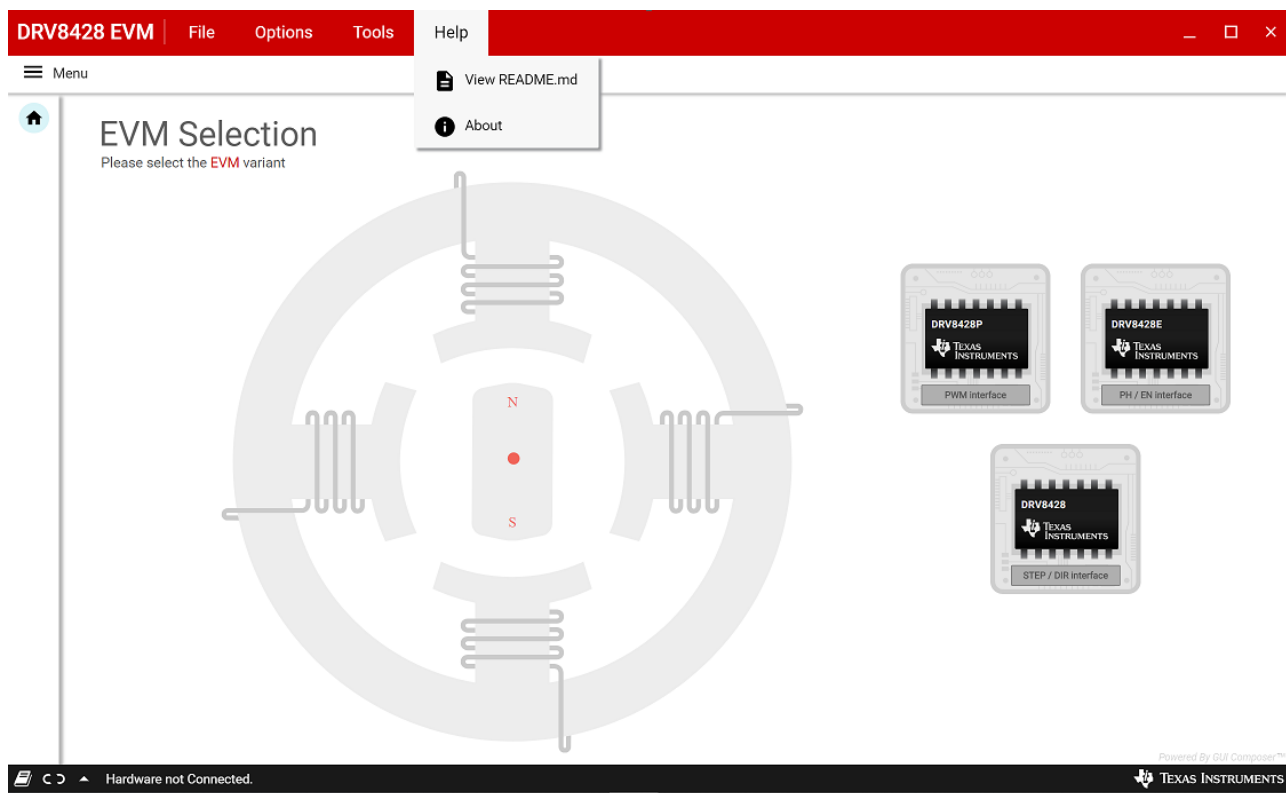 DRV8428 EVM File Options Tools Help
Menu
View README.md
About
EVM Selection
Please select the EVM variant
N
S
DRV8428P
TEXAS
INSTRUMENTS
PWM interface
DRV8428E
TEXAS
INSTRUMENTS
PH / EN interface
DRV8428
TEXAS
INSTRUMENTS
STEP / DIR interface
Powered By GUI Composer™
Hardware not Connected.
TEXAS INSTRUMENTS